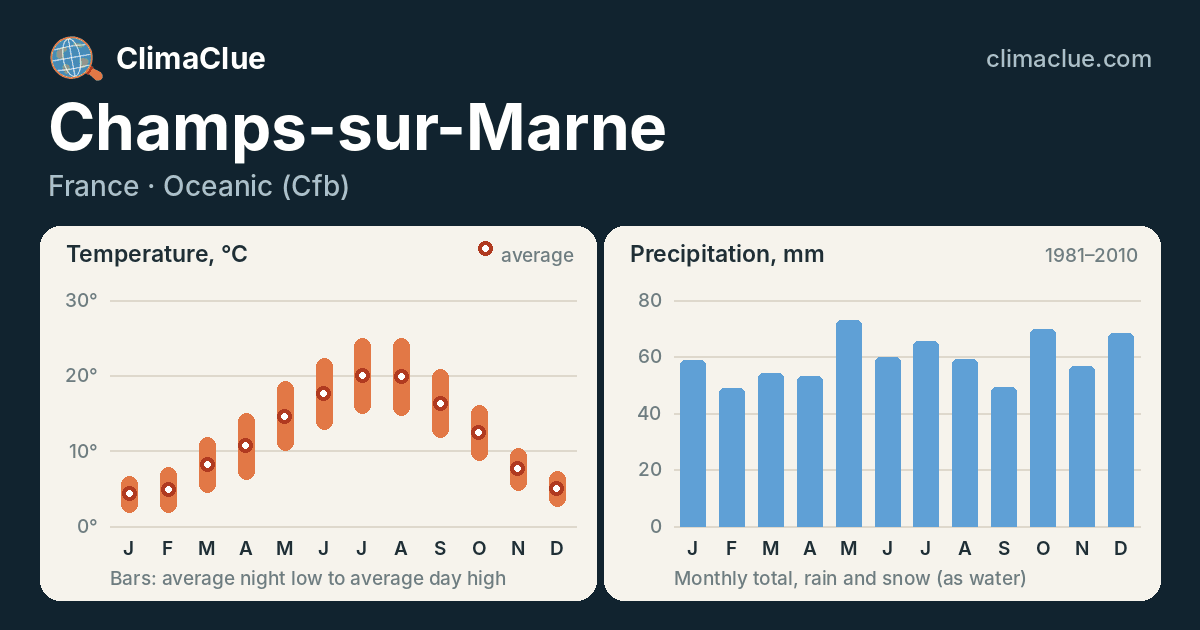 ClimaClue
climaclue.com
Champs-sur-Marne
France · Oceanic (Cfb)
Temperature, °C
average
30°
20°
10°
0°
J F M A M J J A S O N D
Bars: average night low to average day high
Precipitation, mm
1981–2010
80
60
40
20
0
J F M A M J J A S O N D
Monthly total, rain and snow (as water)